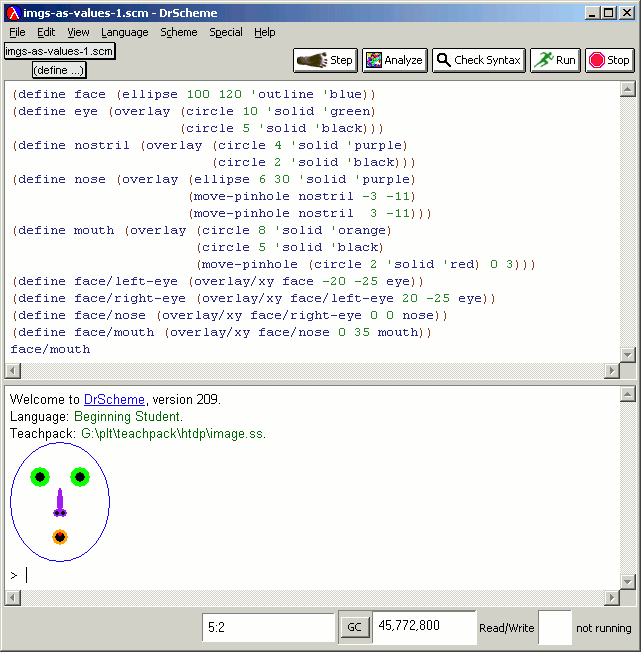 imgs-as-values-1.scm - DrScheme
File Edit View Language Scheme Special Help
imgs-as-values-1.scm
(define ...)
Step Analyze Check Syntax Run Stop
(define face (ellipse 100 120 'outline 'blue))
(define eye (overlay (circle 10 'solid 'green)
(circle 5 'solid 'black)))
(define nostril (overlay (circle 4 'solid 'purple)
(circle 2 'solid 'black)))
(define nose (overlay (ellipse 6 30 'solid 'purple)
(move-pinhole nostril -3 -11)
(move-pinhole nostril 3 -11)))
(define mouth (overlay (circle 8 'solid 'orange)
(circle 5 'solid 'black)
(move-pinhole (circle 2 'solid 'red) 0 3)))
(define face/left-eye (overlay/xy face -20 -25 eye))
(define face/right-eye (overlay/xy face/left-eye 20 -25 eye))
(define face/nose (overlay/xy face/right-eye 0 0 nose))
(define face/mouth (overlay/xy face/nose 0 35 mouth))
face/mouth
Welcome to DrScheme, version 209.
Language: Beginning Student.
Teachpack: G:\plt\teachpack\htdp\image.ss.
>
5:2 GC 45,772,800 Read/Write not running